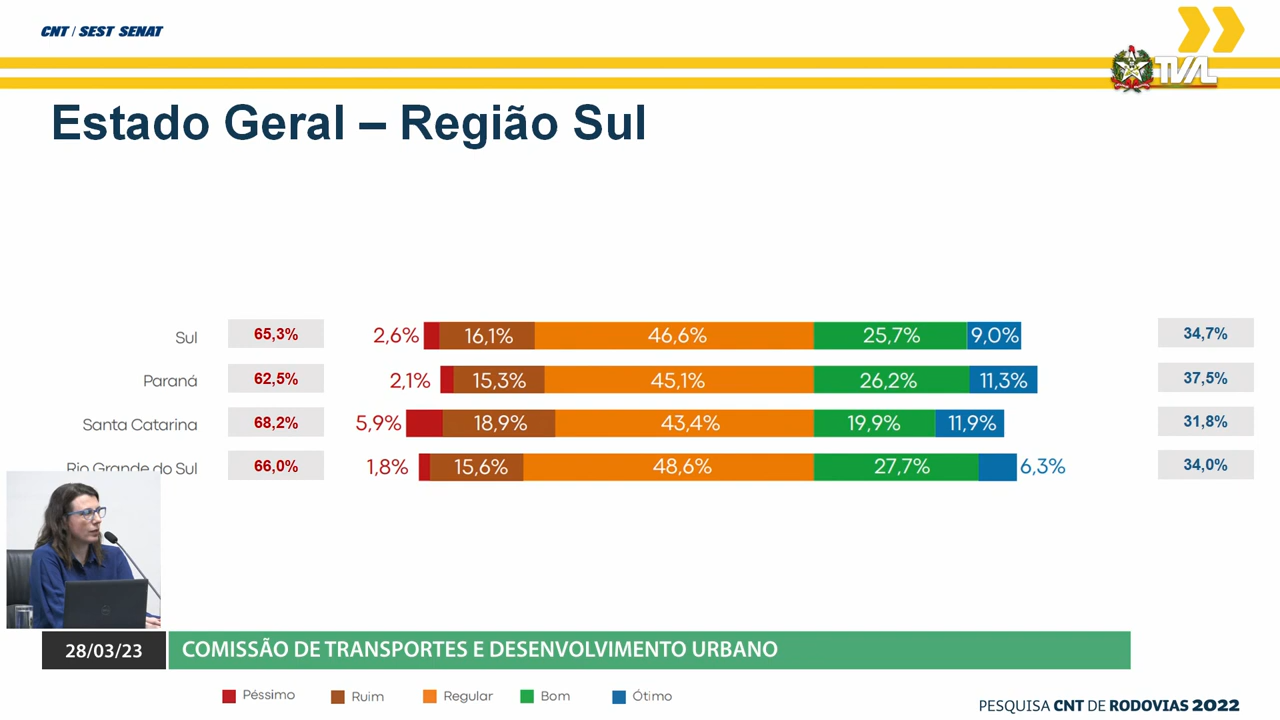 CNT / SEST SENAT
TVAL
Estado Geral – Região Sul
Sul 65,3% 2,6% 16,1% 46,6% 25,7% 9,0% 34,7%
Paraná 62,5% 2,1% 15,3% 45,1% 26,2% 11,3% 37,5%
Santa Catarina 68,2% 5,9% 18,9% 43,4% 19,9% 11,9% 31,8%
Rio Grande do Sul 66,0% 1,8% 15,6% 48,6% 27,7% 6,3% 34,0%
28/03/23 COMISSÃO DE TRANSPORTES E DESENVOLVIMENTO URBANO
Péssimo Ruim Regular Bom Ótimo
PESQUISA CNT DE RODOVIAS 2022